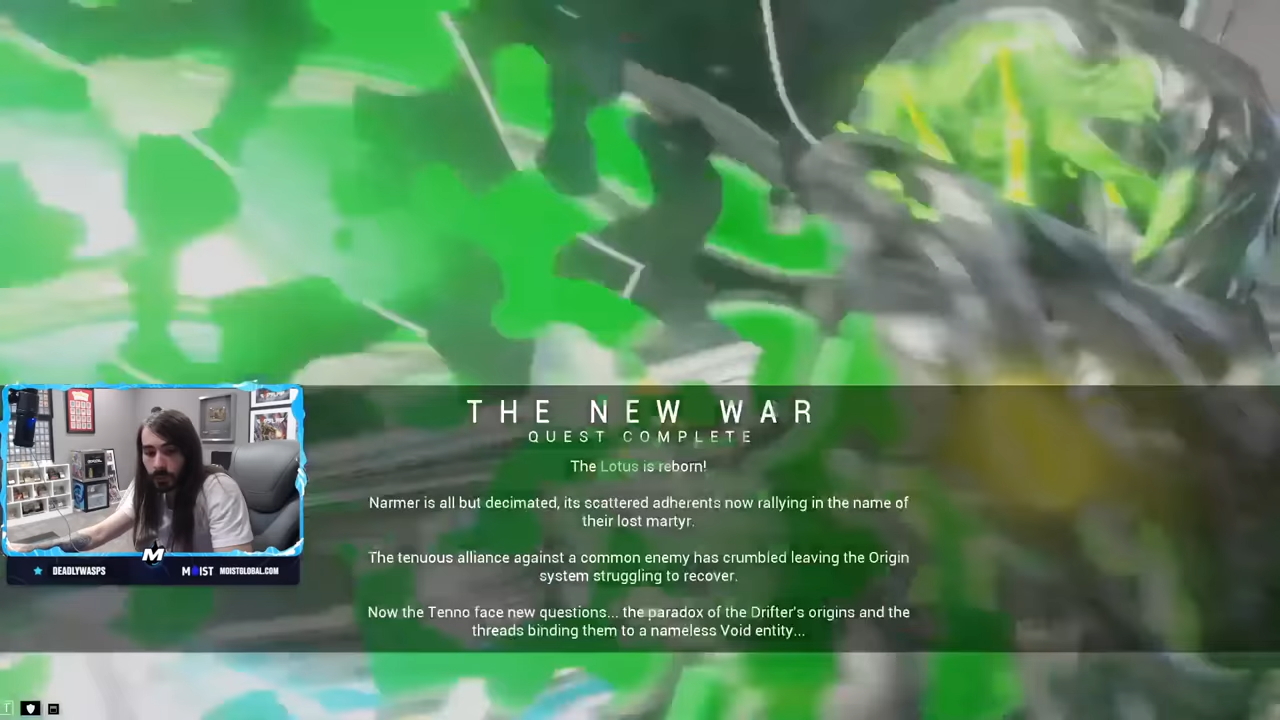 THE NEW WAR
QUEST COMPLETE
The Lotus is reborn!
Narmer is all but decimated, its scattered adherents now rallying in the name of
their lost martyr.
The tenuous alliance against a common enemy has crumbled leaving the Origin
system struggling to recover.
Now the Tenno face new questions... the paradox of the Drifter's origins and the
threads binding them to a nameless Void entity...
M
DEADLYWASPS
MOIST
MOISTGLOBAL.COM
T